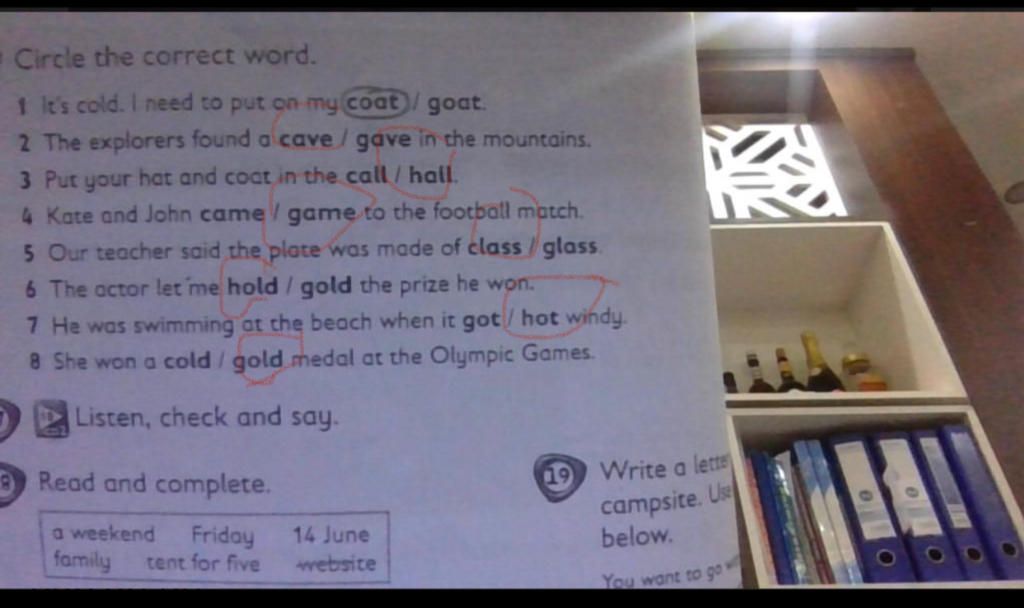 Circle the correct word.
1 It's cold. I need to put on my coat / goat.
2 The explorers found a cave / gave in the mountains.
3 Put your hat and coat in the call / hall.
4 Kate and John came / game to the football match.
5 Our teacher said the plate was made of class / glass.
6 The actor let me hold / gold the prize he won.
7 He was swimming at the beach when it got / hot windy.
8 She won a cold / gold medal at the Olympic Games.
Listen, check and say.
Read and complete.
a weekend Friday 14 June
family tent for five website
19 Write a letter
campsite. Use
below.
You want to go